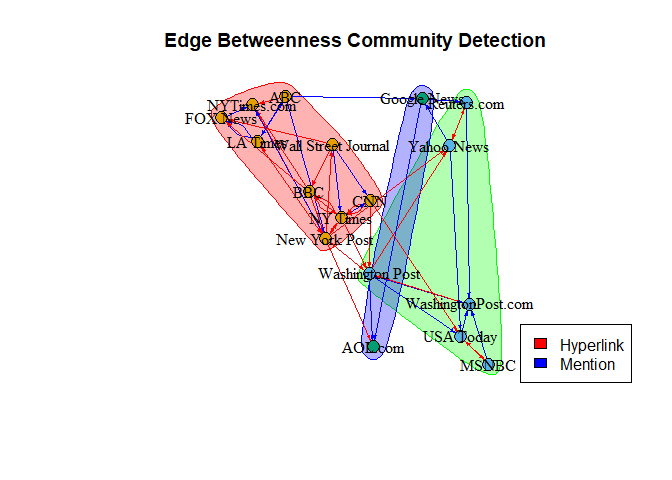 Edge Betweenness Community Detection
ABC
Google News
NYTimes.com
Reuters.com
FOX News
LA Times
Wall Street Journal
Yahoo News
BBC
CNN
NY Times
New York Post
Washington Post
WashingtonPost.com
USA Today
AOL.com
MSNBC
Hyperlink
Mention